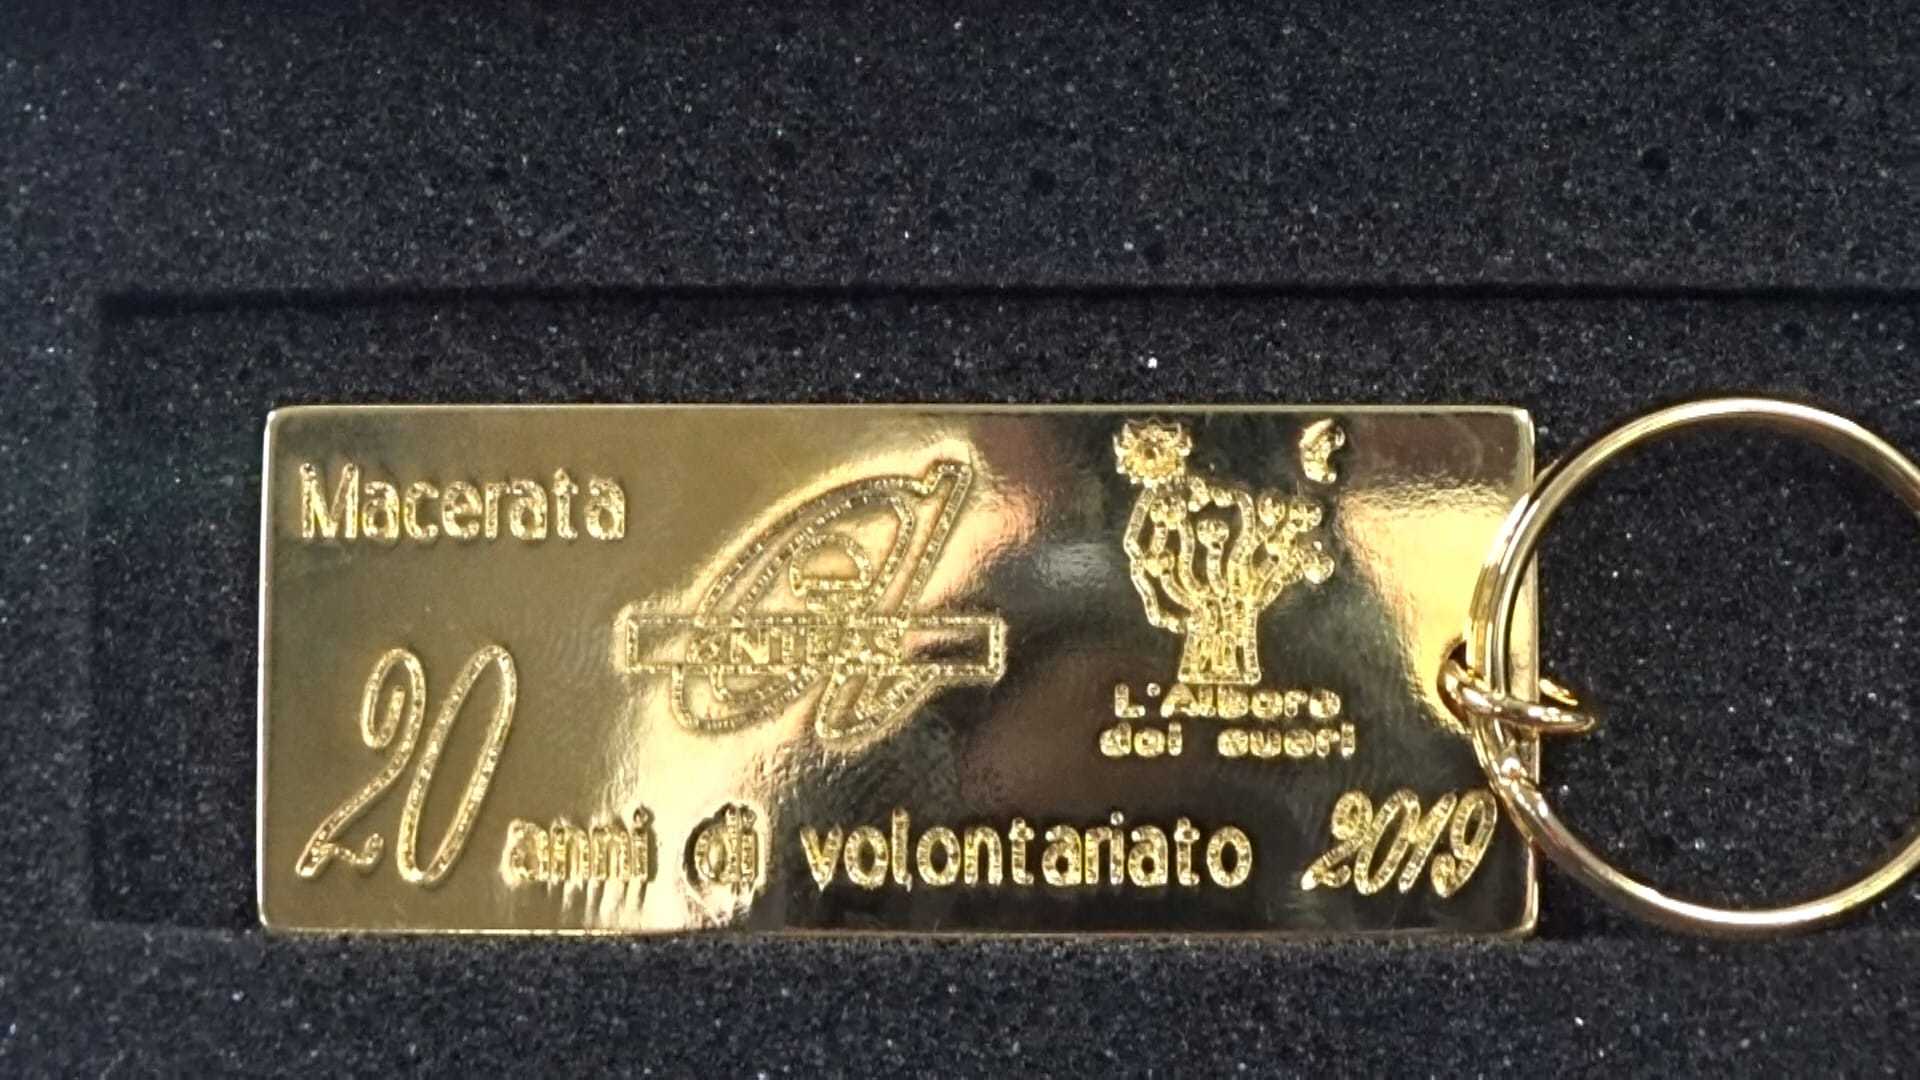 Macerata
ANTEAS
L'Albero
dei cuori
20 anni di volontariato 2019